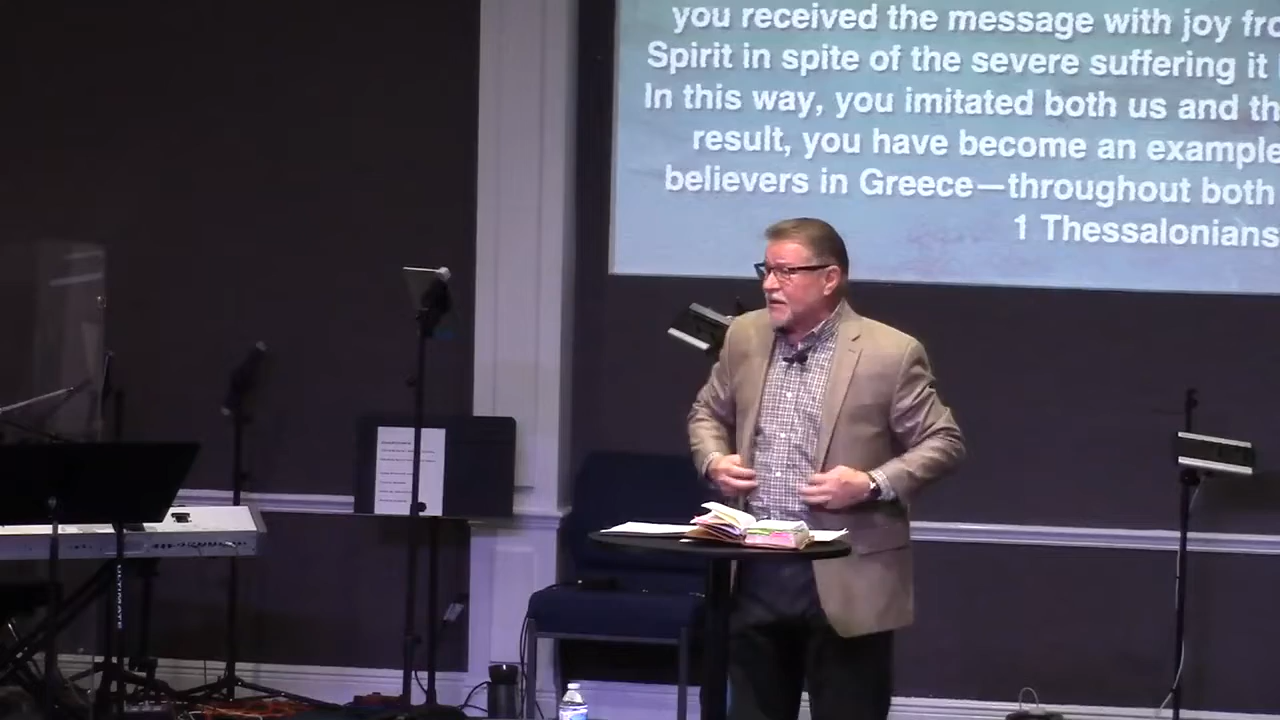 you received the message with joy fro
Spirit in spite of the severe suffering it
In this way, you imitated both us and th
result, you have become an example
believers in Greece—throughout both
1 Thessalonians
ULTIMATE